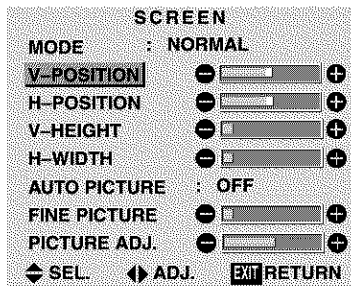 SCREEN
MODE : NORMAL
V-POSITION
H-POSITION
V-HEIGHT
H-WIDTH
AUTO PICTURE : OFF
FINE PICTURE
PICTURE ADJ.
SEL. ADJ. EXIT RETURN